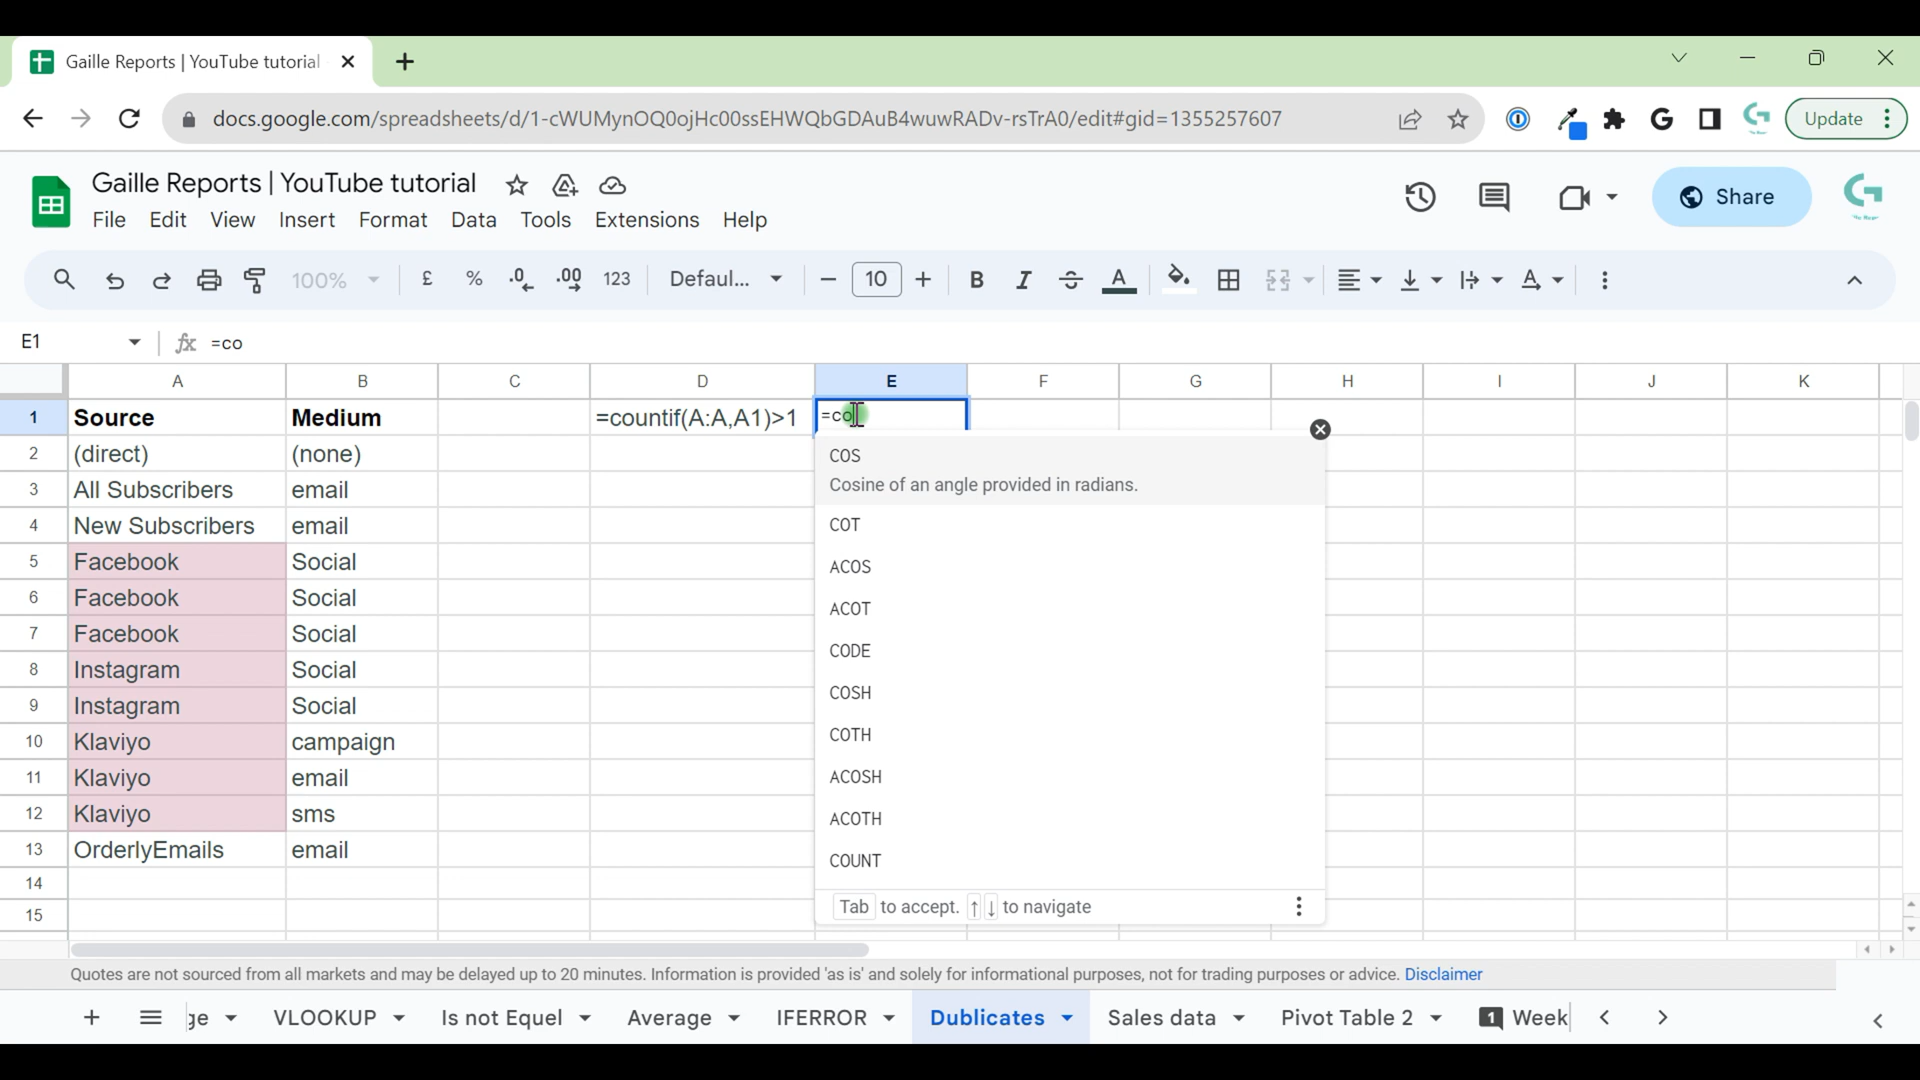 Gaille Reports | YouTube tutorial
docs.google.com/spreadsheets/d/1-cWUMynOQ0ojHc00ssEHWQbGDAuB4wuwRADv-rsTrA0/edit#gid=1355257607
Update
Gaille Reports | YouTube tutorial
File Edit View Insert Format Data Tools Extensions Help
Share
100% £ % .0 .00 123 Defaul... 10 B I A
E1 fx =co
A B C D E F G H I J K
1 Source Medium =countif(A:A,A1)>1 =co
2 (direct) (none)
3 All Subscribers email
4 New Subscribers email
5 Facebook Social
6 Facebook Social
7 Facebook Social
8 Instagram Social
9 Instagram Social
10 Klaviyo campaign
11 Klaviyo email
12 Klaviyo sms
13 OrderlyEmails email
14
15
COS
Cosine of an angle provided in radians.
COT
ACOS
ACOT
CODE
COSH
COTH
ACOSH
ACOTH
COUNT
Tab to accept. ↑ ↓ to navigate
Quotes are not sourced from all markets and may be delayed up to 20 minutes. Information is provided 'as is' and solely for informational purposes, not for trading purposes or advice. Disclaimer
ge VLOOKUP Is not Equel Average IFERROR Dublicates Sales data Pivot Table 2 1 Week